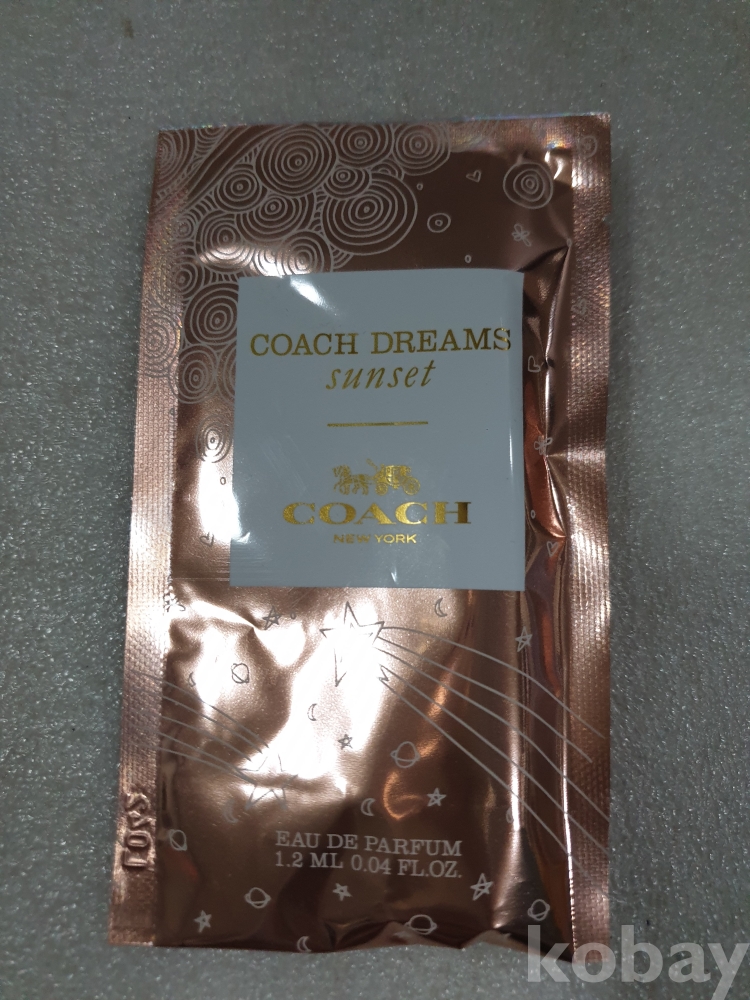 COACH DREAMS
sunset
COACH
NEW YORK
EAU DE PARFUM
1.2 ML 0.04 FL.OZ.
kobay